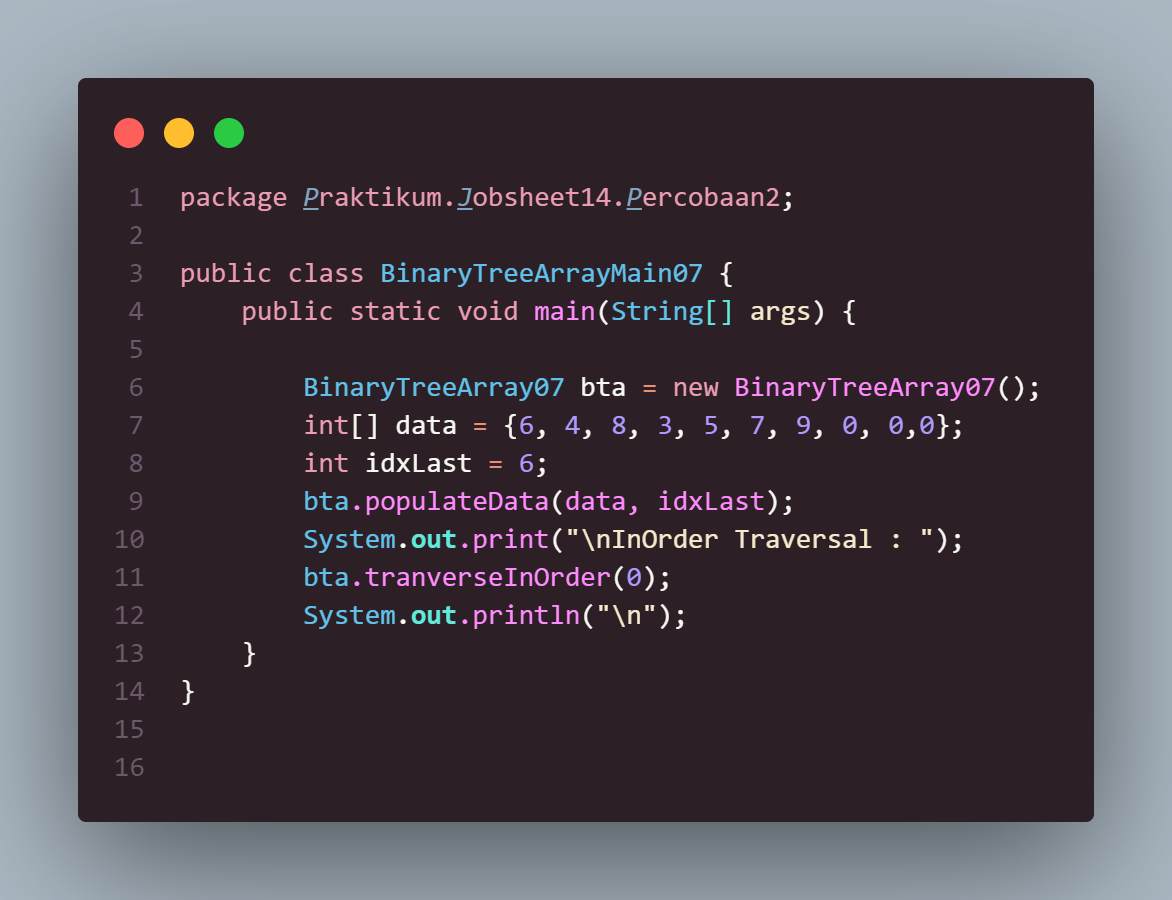 1 package Praktikum.Jobsheet14.Percobaan2;
2
3 public class BinaryTreeArrayMain07 {
4     public static void main(String[] args) {
5
6         BinaryTreeArray07 bta = new BinaryTreeArray07();
7         int[] data = {6, 4, 8, 3, 5, 7, 9, 0, 0,0};
8         int idxLast = 6;
9         bta.populateData(data, idxLast);
10         System.out.print("\nInOrder Traversal : ");
11         bta.tranverseInOrder(0);
12         System.out.println("\n");
13     }
14 }
15
16